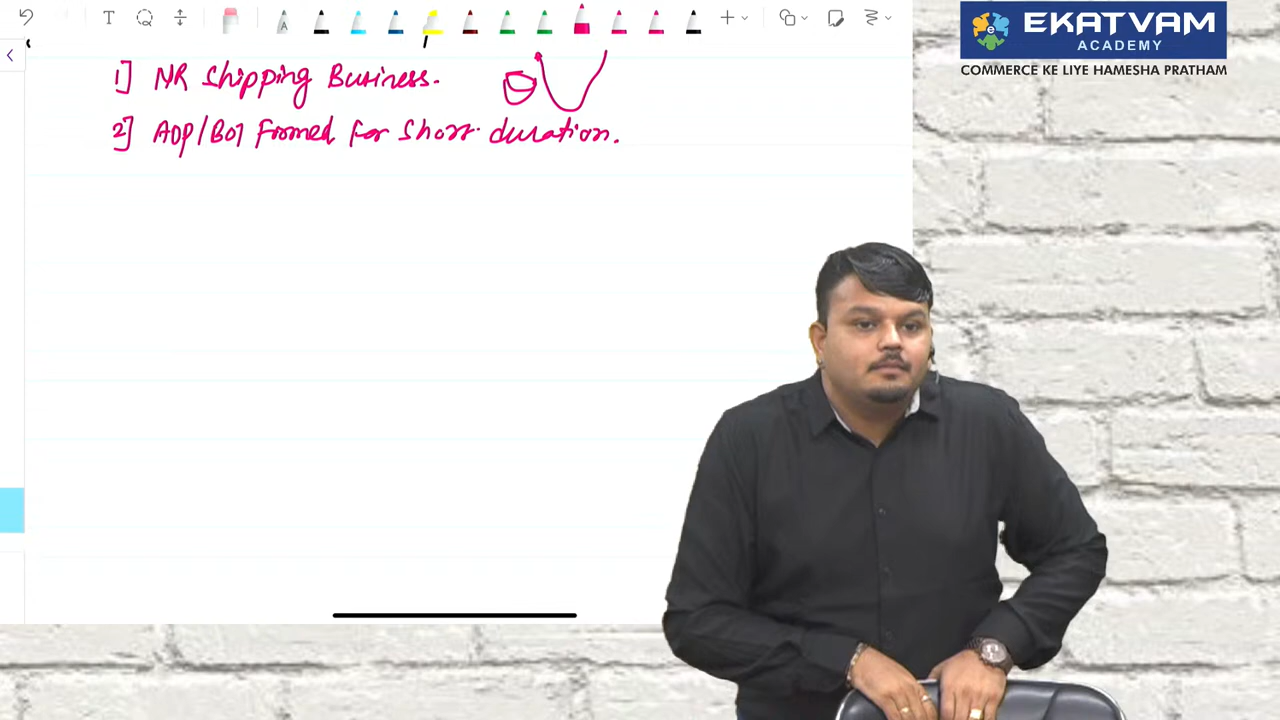 EKATVAM
ACADEMY
COMMERCE KE LIYE HAMESHA PRATHAM
1] NR Shipping Business.
2] AOP/BOI Formed for Short duration.